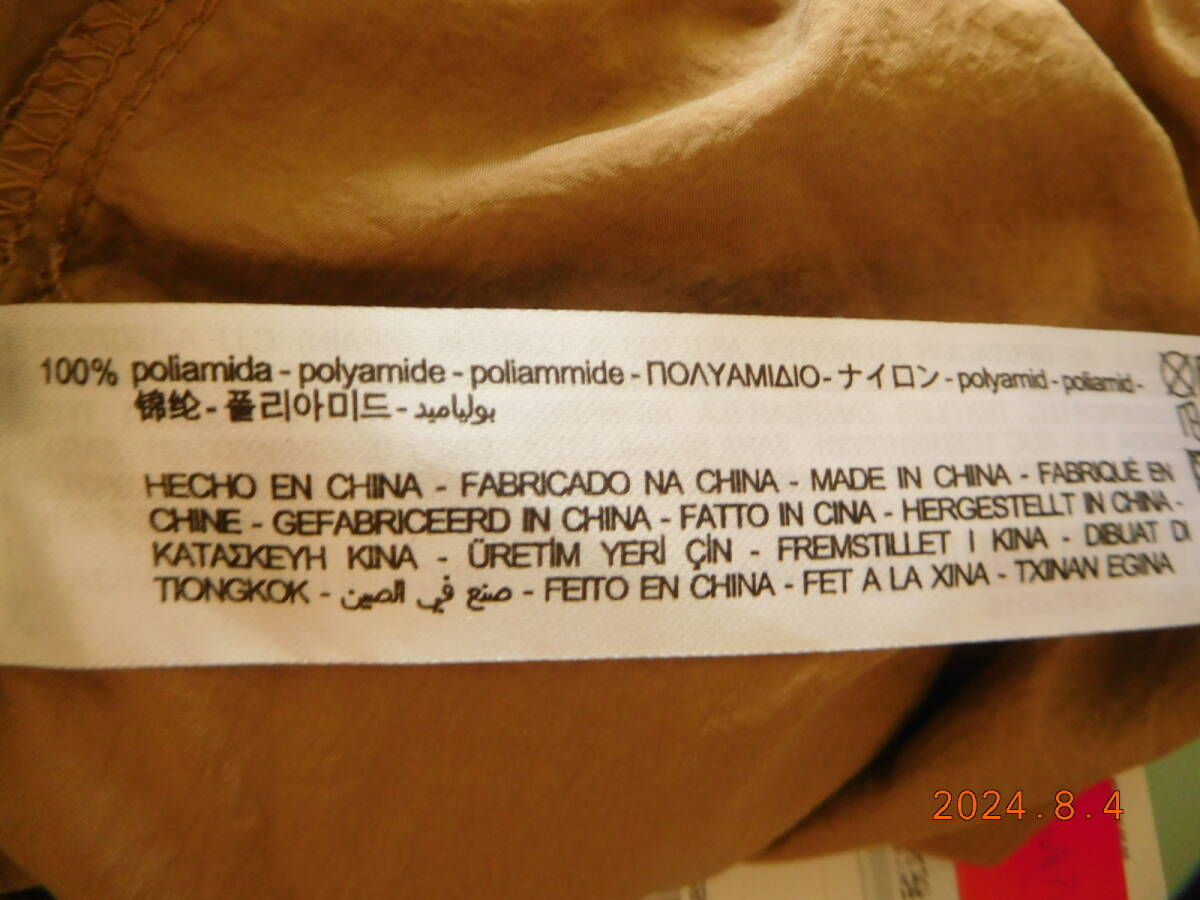 100% poliamida - polyamide - poliammide - ΠΟΛΥΑΜΙΔΙΟ - ナイロン - polyamid - poliamid -
锦纶 - 폴리아미드 - بولياميد
HECHO EN CHINA - FABRICADO NA CHINA - MADE IN CHINA - FABRIQUÉ EN
CHINE - GEFABRICEERD IN CHINA - FATTO IN CINA - HERGESTELLT IN CHINA -
ΚΑΤΑΣΚΕΥΗ ΚΙΝΑ - ÜRETİM YERİ ÇİN - FREMSTILLET I KINA - DIBUAT DI
TIONGKOK - صنع في الصين - FEITO EN CHINA - FET A LA XINA - TXINAN EGINA
2024.8.4